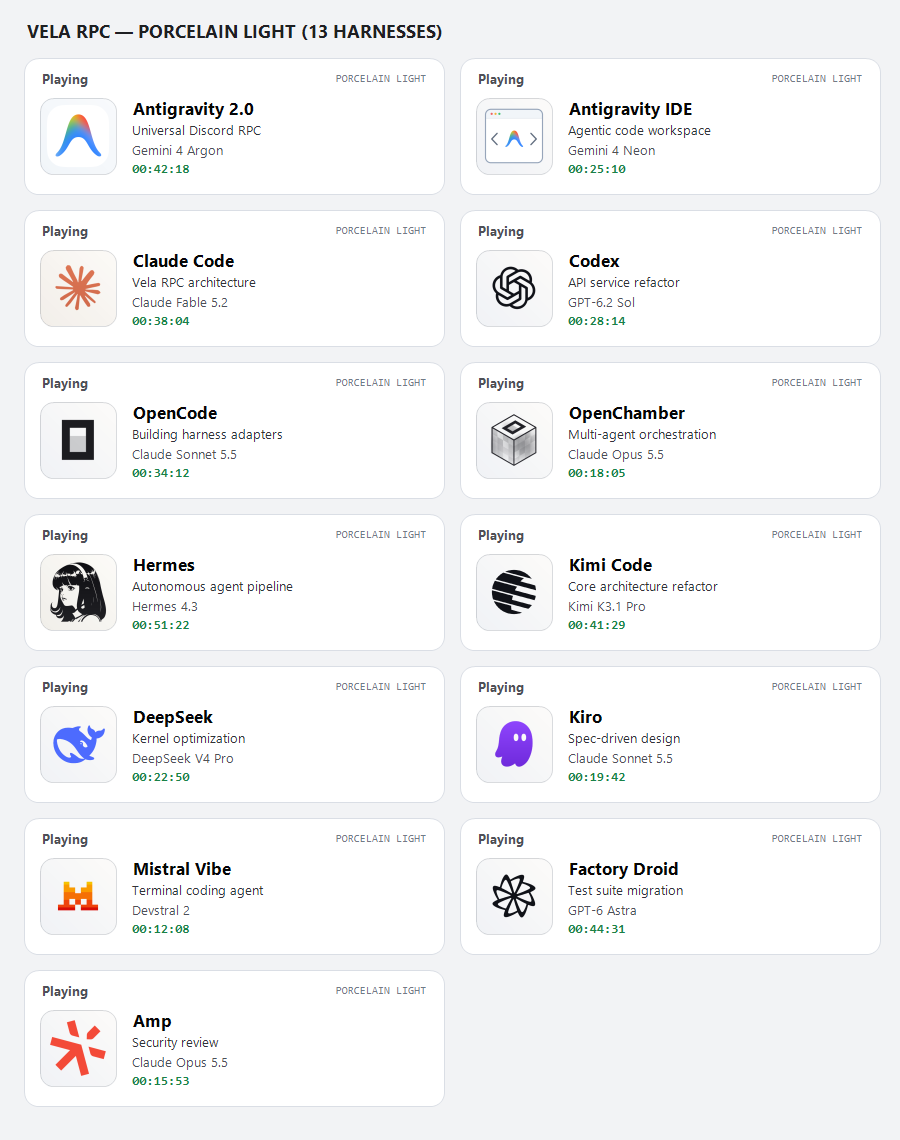 VELA RPC — PORCELAIN LIGHT (13 HARNESSES)
Playing
PORCELAIN LIGHT
Antigravity 2.0
Universal Discord RPC
Gemini 4 Argon
00:42:18
Playing
PORCELAIN LIGHT
Antigravity IDE
Agentic code workspace
Gemini 4 Neon
00:25:10
Playing
PORCELAIN LIGHT
Claude Code
Vela RPC architecture
Claude Fable 5.2
00:38:04
Playing
PORCELAIN LIGHT
Codex
API service refactor
GPT-6.2 Sol
00:28:14
Playing
PORCELAIN LIGHT
OpenCode
Building harness adapters
Claude Sonnet 5.5
00:34:12
Playing
PORCELAIN LIGHT
OpenChamber
Multi-agent orchestration
Claude Opus 5.5
00:18:05
Playing
PORCELAIN LIGHT
Hermes
Autonomous agent pipeline
Hermes 4.3
00:51:22
Playing
PORCELAIN LIGHT
Kimi Code
Core architecture refactor
Kimi K3.1 Pro
00:41:29
Playing
PORCELAIN LIGHT
DeepSeek
Kernel optimization
DeepSeek V4 Pro
00:22:50
Playing
PORCELAIN LIGHT
Kiro
Spec-driven design
Claude Sonnet 5.5
00:19:42
Playing
PORCELAIN LIGHT
Mistral Vibe
Terminal coding agent
Devstral 2
00:12:08
Playing
PORCELAIN LIGHT
Factory Droid
Test suite migration
GPT-6 Astra
00:44:31
Playing
PORCELAIN LIGHT
Amp
Security review
Claude Opus 5.5
00:15:53